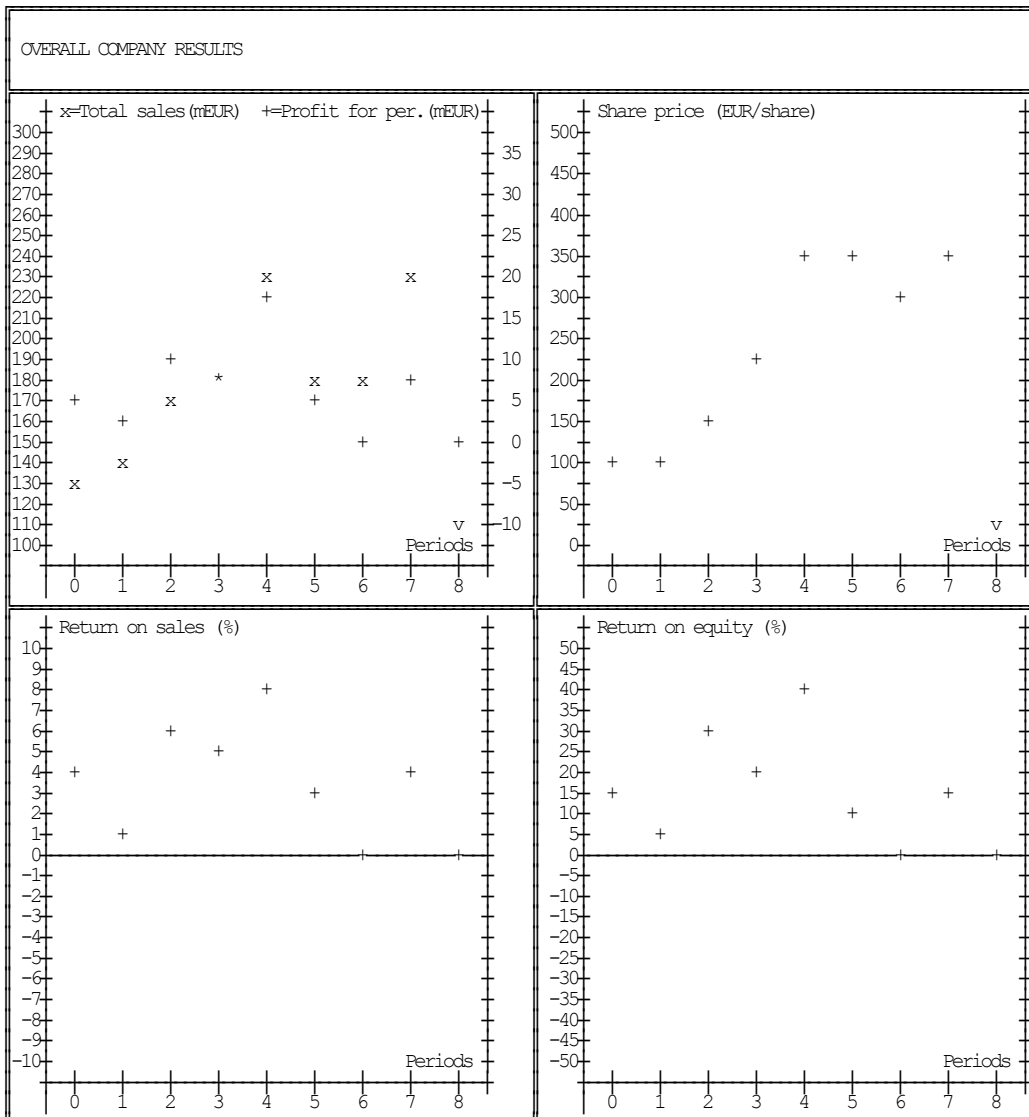 OVERALL COMPANY RESULTS
x=Total sales(mEUR) +=Profit for per.(mEUR)
300
290 35
280
270 30
260
250 25
240
230 x x 20
220 +
210 15
200
190 + 10
180 * x x +
170 + x + 5
160 +
150 + + 0
140 x
130 x -5
120
110 v -10
100 Periods
0 1 2 3 4 5 6 7 8
Share price (EUR/share)
500
450
400
350 + + +
300 +
250
200 +
150 +
100 + +
50
v
0 Periods
0 1 2 3 4 5 6 7 8
Return on sales (%)
10
9
8 +
7
6 +
5 +
4 + +
3 +
2
1 +
0 + +
-1
-2
-3
-4
-5
-6
-7
-8
-9
-10 Periods
0 1 2 3 4 5 6 7 8
Return on equity (%)
50
45
40 +
35
30 +
25
20 +
15 + +
10 +
5 +
0 + +
-5
-10
-15
-20
-25
-30
-35
-40
-45
-50 Periods
0 1 2 3 4 5 6 7 8